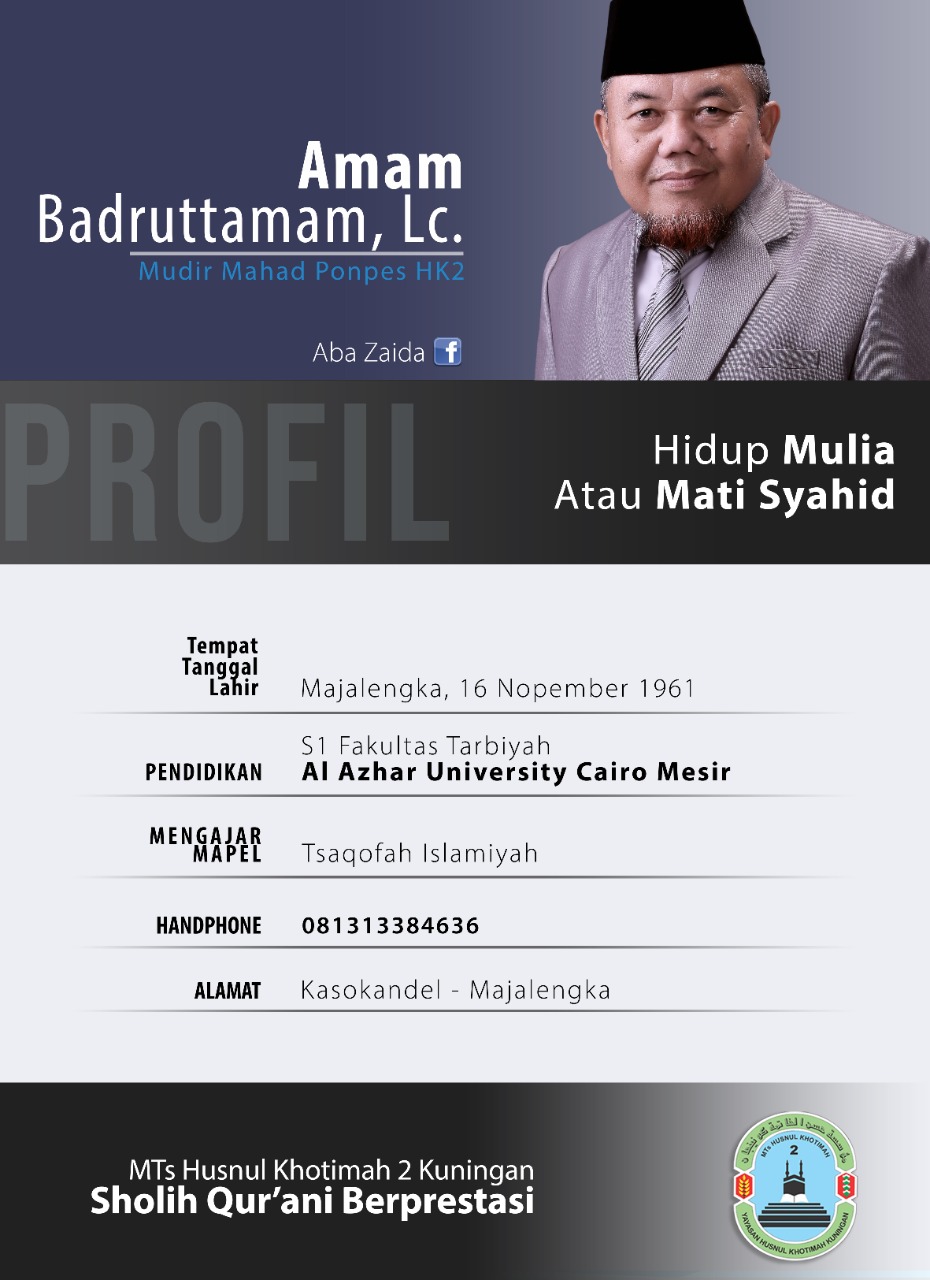 Amam
Badruttamam, Lc.
Mudir Mahad Ponpes HK2
Aba Zaida f
PROFIL
Hidup Mulia
Atau Mati Syahid
Tempat
Tanggal
Lahir
Majalengka, 16 Nopember 1961
S1 Fakultas Tarbiyah
PENDIDIKAN Al Azhar University Cairo Mesir
MENGAJAR
MAPEL Tsaqofah Islamiyah
HANDPHONE 081313384636
ALAMAT Kasokandel - Majalengka
MTs Husnul Khotimah 2 Kuningan
Sholih Qur'ani Berprestasi
MTs HUSNUL KHOTIMAH
2
YAYASAN HUSNUL KHOTIMAH KUNINGAN